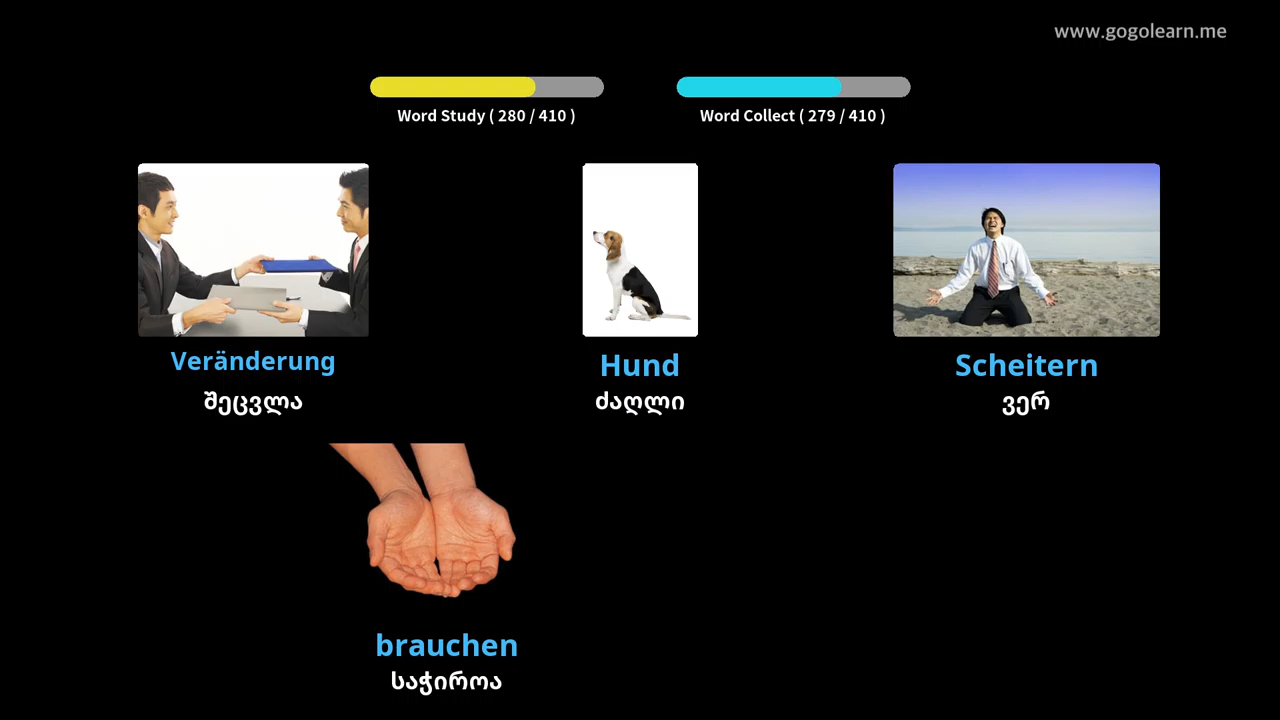 www.gogolearn.me
Word Study ( 280 / 410 )
Word Collect ( 279 / 410 )
Veränderung
შეცვლა
Hund
ძაღლი
Scheitern
ვერ
brauchen
საჭიროა